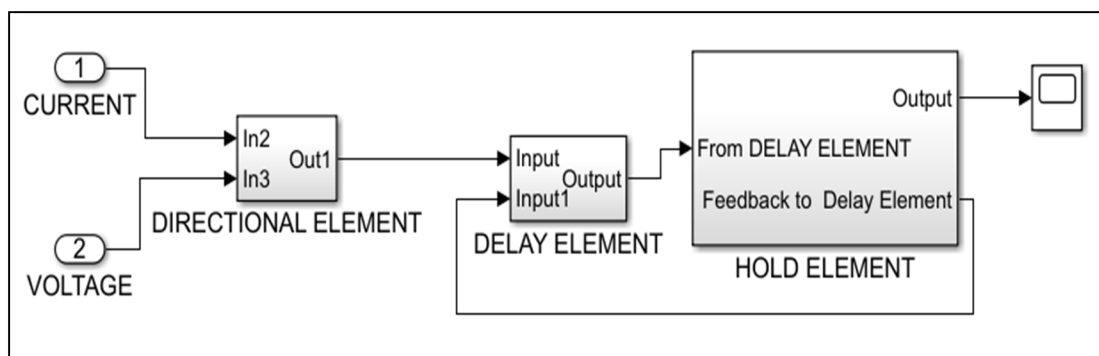 1
CURRENT
2
VOLTAGE
In2
In3
Out1
DIRECTIONAL ELEMENT
Input
Input1
Output
DELAY ELEMENT
Output
From DELAY ELEMENT
Feedback to Delay Element
HOLD ELEMENT